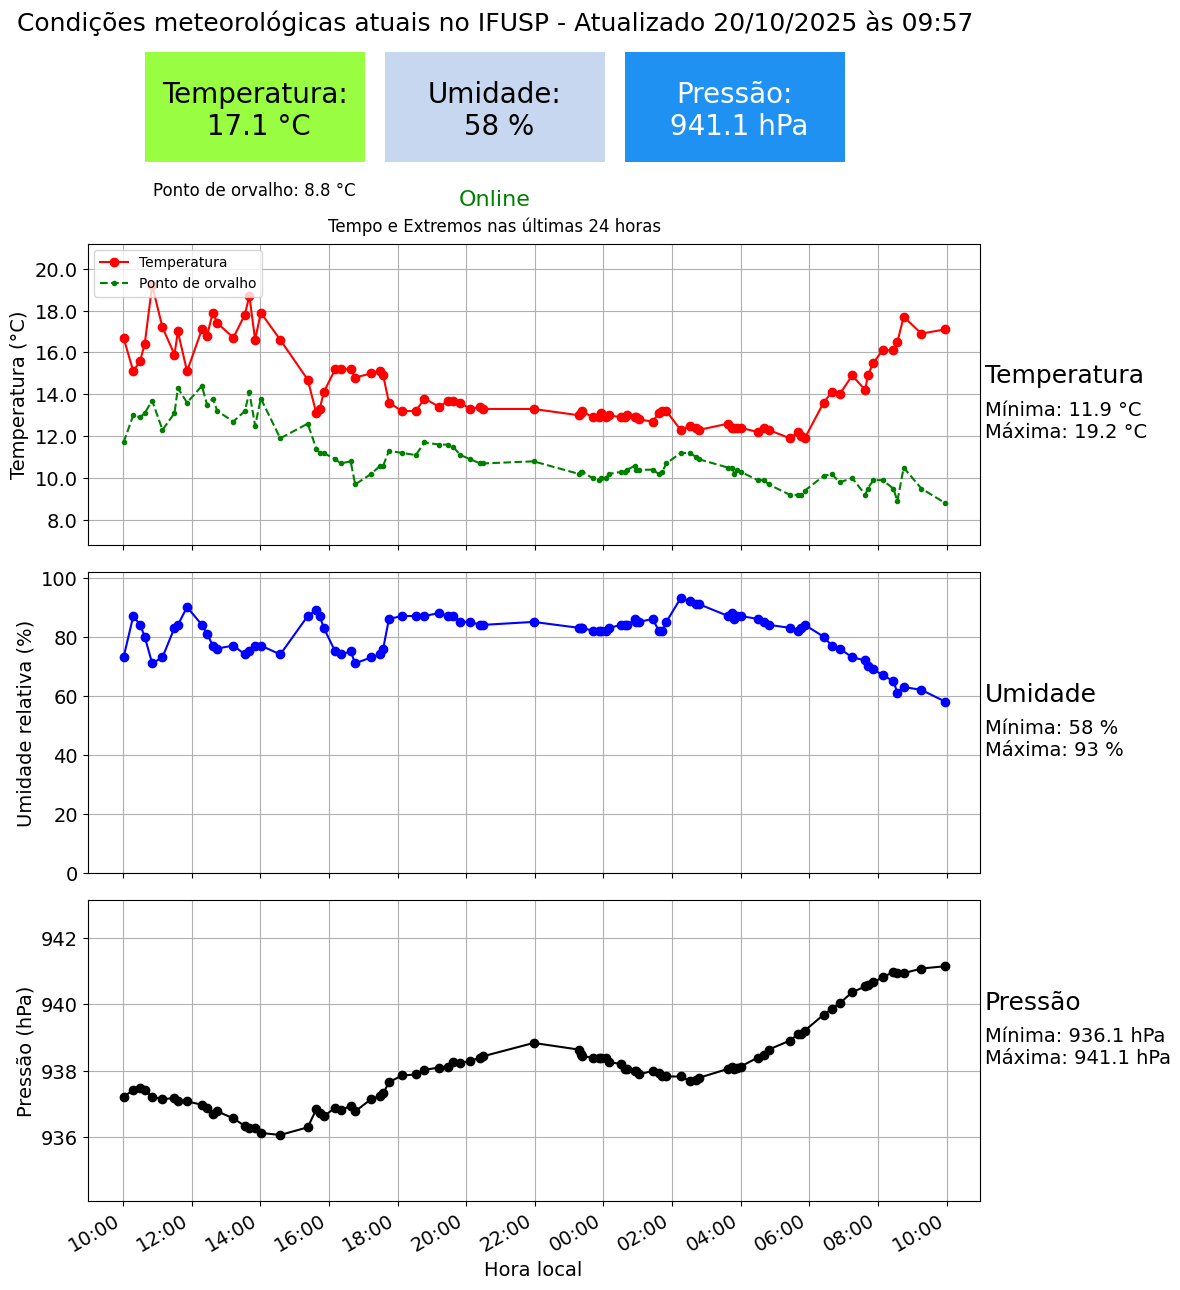 Condições meteorológicas atuais no IFUSP - Atualizado 20/10/2025 às 09:57
Temperatura:
17.1 °C
Umidade:
58 %
Pressão:
941.1 hPa
Ponto de orvalho: 8.8 °C
Online
Tempo e Extremos nas últimas 24 horas
Temperatura
Ponto de orvalho
Temperatura (°C)
20.0
18.0
16.0
14.0
12.0
10.0
8.0
Temperatura
Mínima: 11.9 °C
Máxima: 19.2 °C
Umidade relativa (%)
100
80
60
40
20
0
Umidade
Mínima: 58 %
Máxima: 93 %
Pressão (hPa)
942
940
938
936
Pressão
Mínima: 936.1 hPa
Máxima: 941.1 hPa
10:00
12:00
14:00
16:00
18:00
20:00
22:00
00:00
02:00
04:00
06:00
08:00
10:00
Hora local